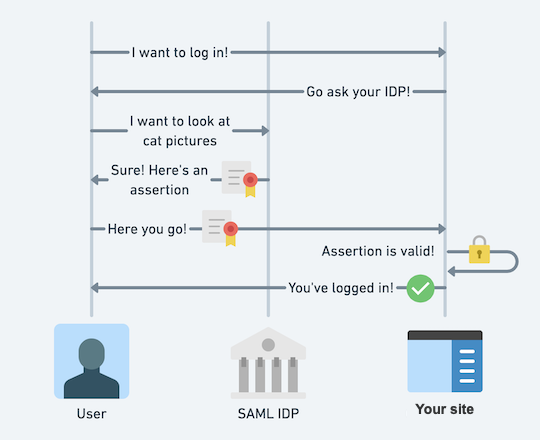 I want to log in!
Go ask your IDP!
I want to look at
cat pictures
Sure! Here's an
assertion
Here you go!
Assertion is valid!
You've logged in!
User
SAML IDP
Your site